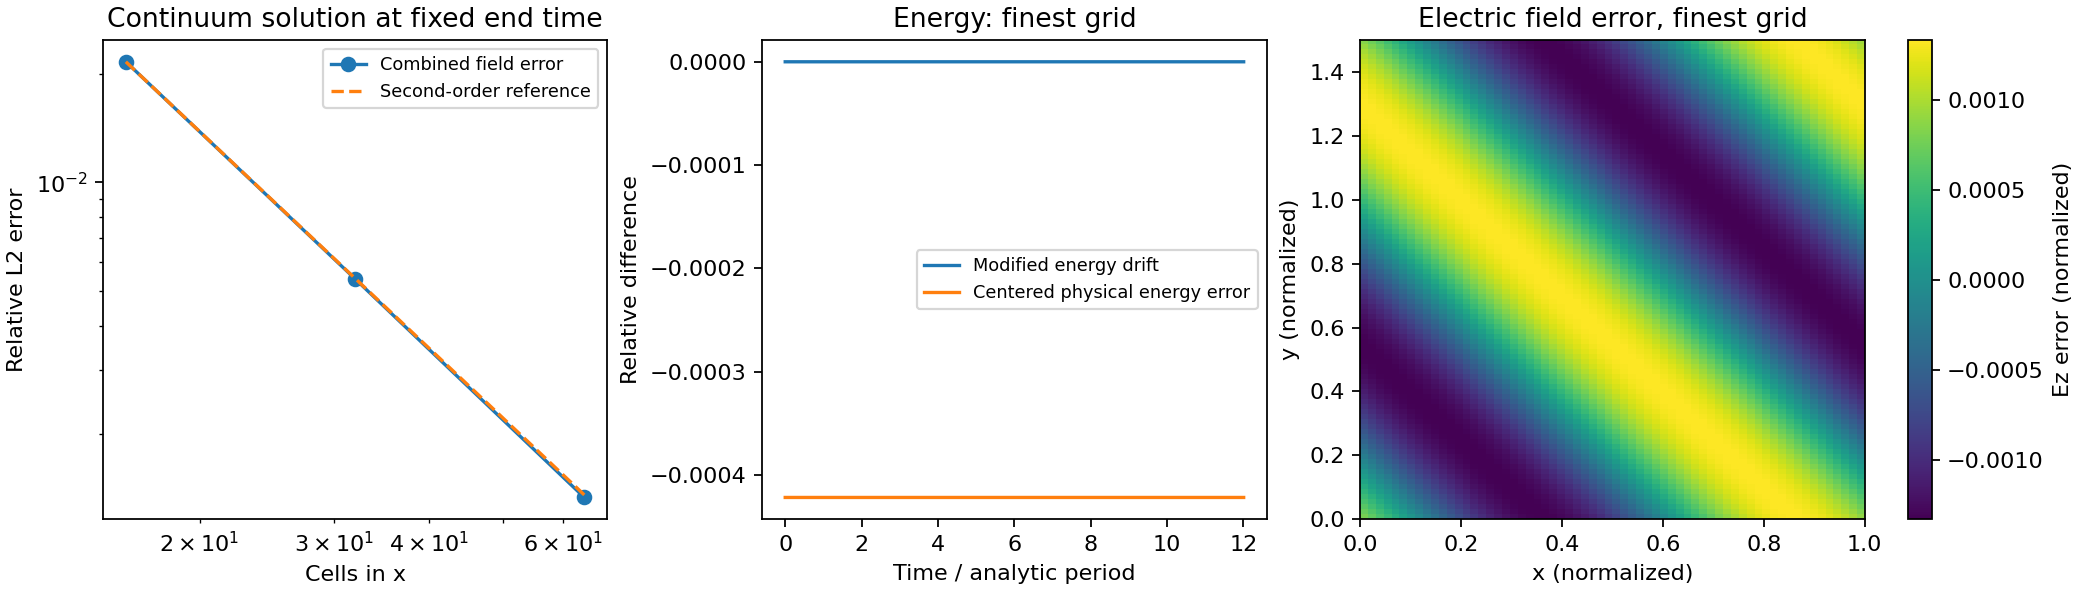 Continuum solution at fixed end time
Relative L2 error
10⁻²
Combined field error
Second-order reference
2 × 10¹
3 × 10¹
4 × 10¹
6 × 10¹
Cells in x
Energy: finest grid
Relative difference
0.0000
−0.0001
−0.0002
−0.0003
−0.0004
Modified energy drift
Centered physical energy error
0
2
4
6
8
10
12
Time / analytic period
Electric field error, finest grid
y (normalized)
1.4
1.2
1.0
0.8
0.6
0.4
0.2
0.0
0.0
0.2
0.4
0.6
0.8
1.0
x (normalized)
0.0010
0.0005
0.0000
−0.0005
−0.0010
Ez error (normalized)